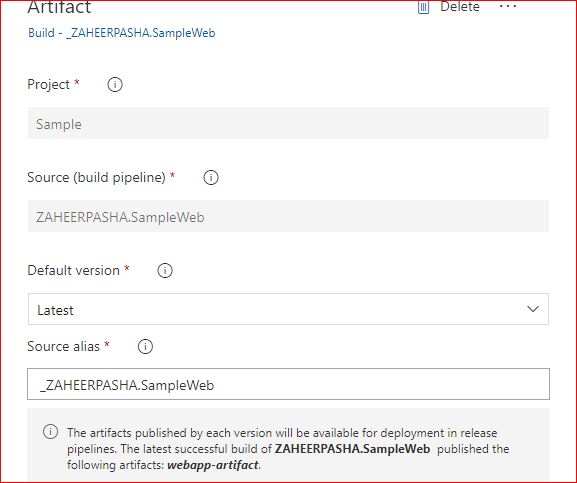 Artifact
Delete ...
Build - _ZAHEERPASHA.SampleWeb
Project *
Sample
Source (build pipeline) *
ZAHEERPASHA.SampleWeb
Default version *
Latest
Source alias *
_ZAHEERPASHA.SampleWeb
The artifacts published by each version will be available for deployment in release
pipelines. The latest successful build of ZAHEERPASHA.SampleWeb published the
following artifacts: webapp-artifact.